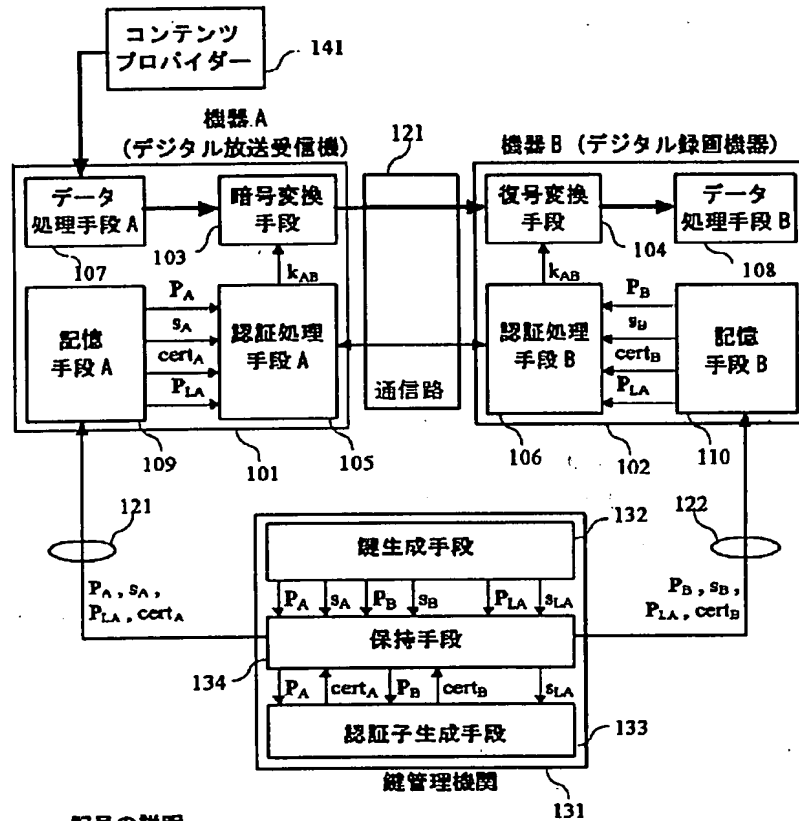 コンテンツ
プロバイダー
141
機器A
(デジタル放送受信機)
121
機器B (デジタル録画機器)
データ
処理手段A
暗号変換
手段
復号変換
手段
データ
処理手段B
107
103
104
108
kAB
kAB
PA
sA
certA
PLA
PB
sB
certB
PLA
記憶
手段A
認証処理
手段A
通信路
認証処理
手段B
記憶
手段B
109
101
105
106
102
110
121
122
132
鍵生成手段
PA sA PB sB PLA sLA
PA , sA ,
PLA , certA
PB , sB ,
PLA , certB
保持手段
134
PA certA PB certB sLA
認証子生成手段
133
鍵管理機関
131